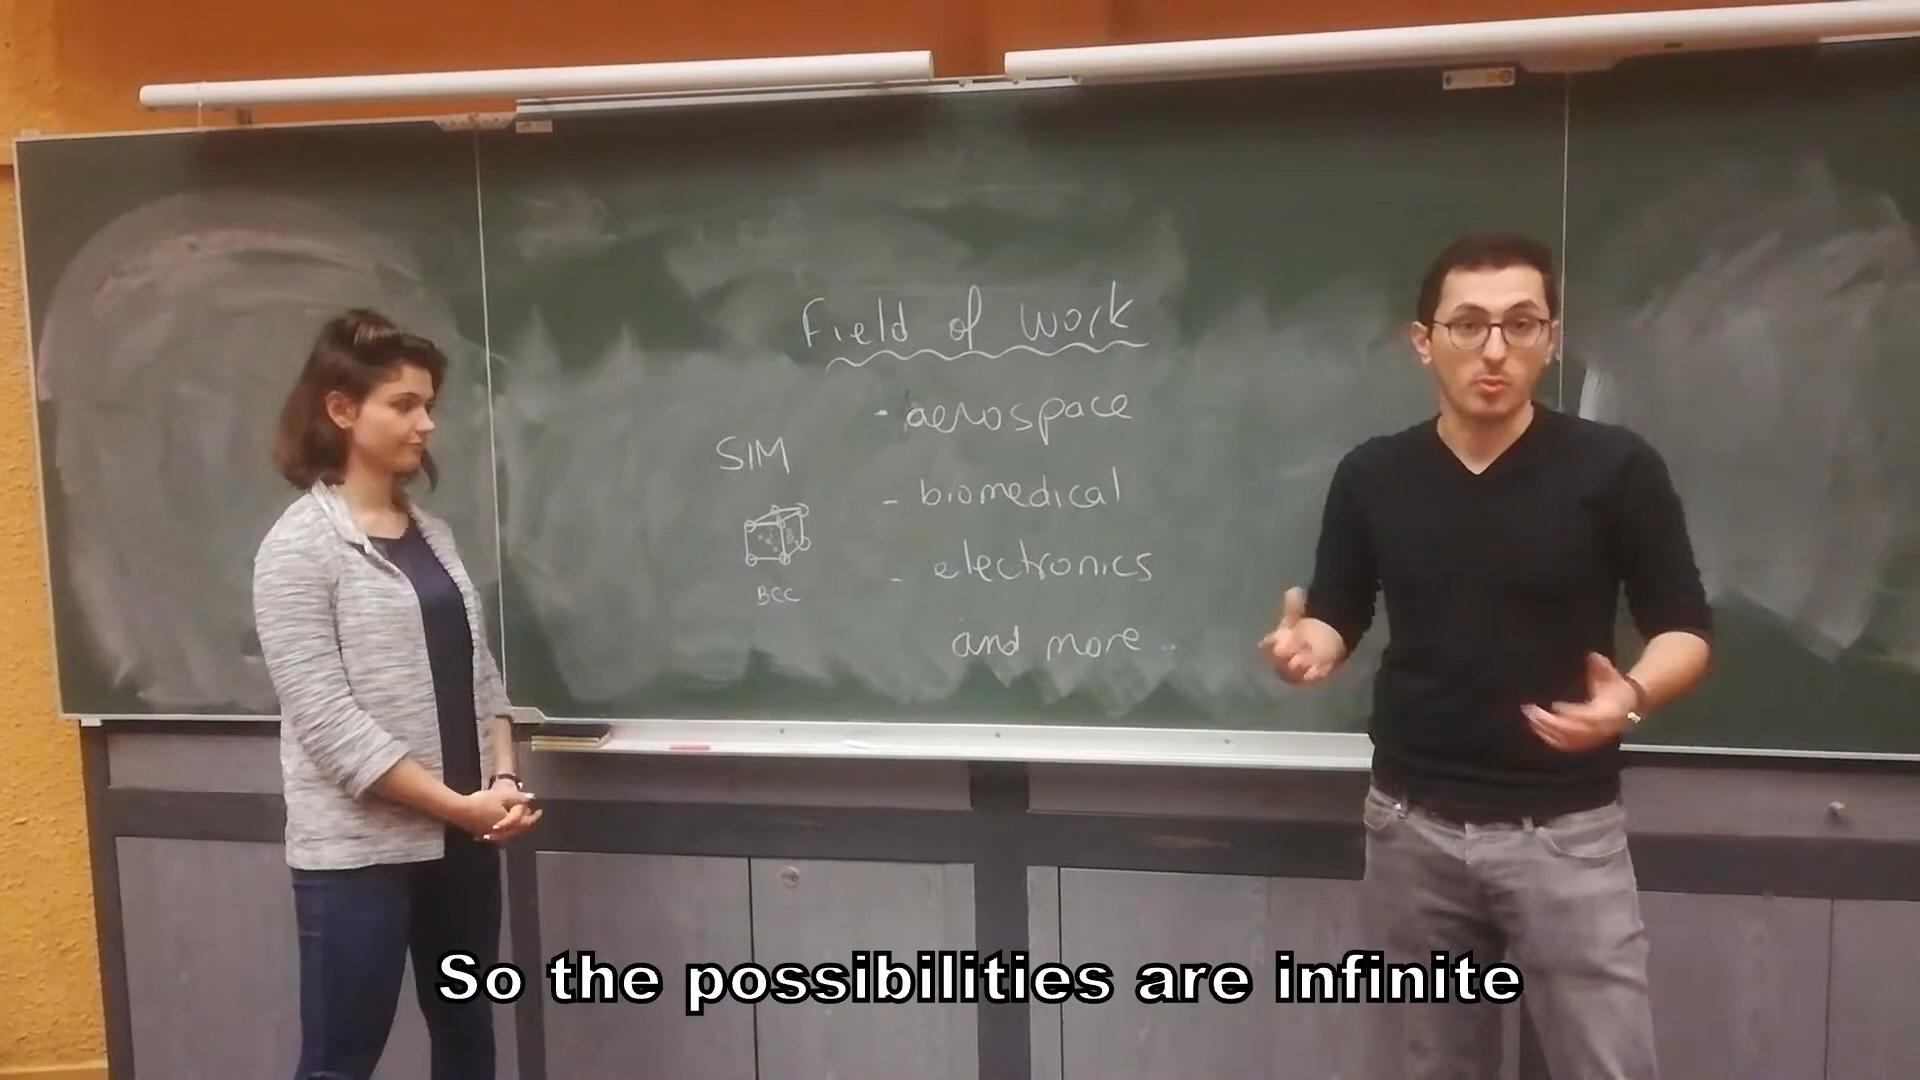 Field of Work
- aerospace
SIM
- biomedical
- electronics
BCC
and more ..
So the possibilities are infinite